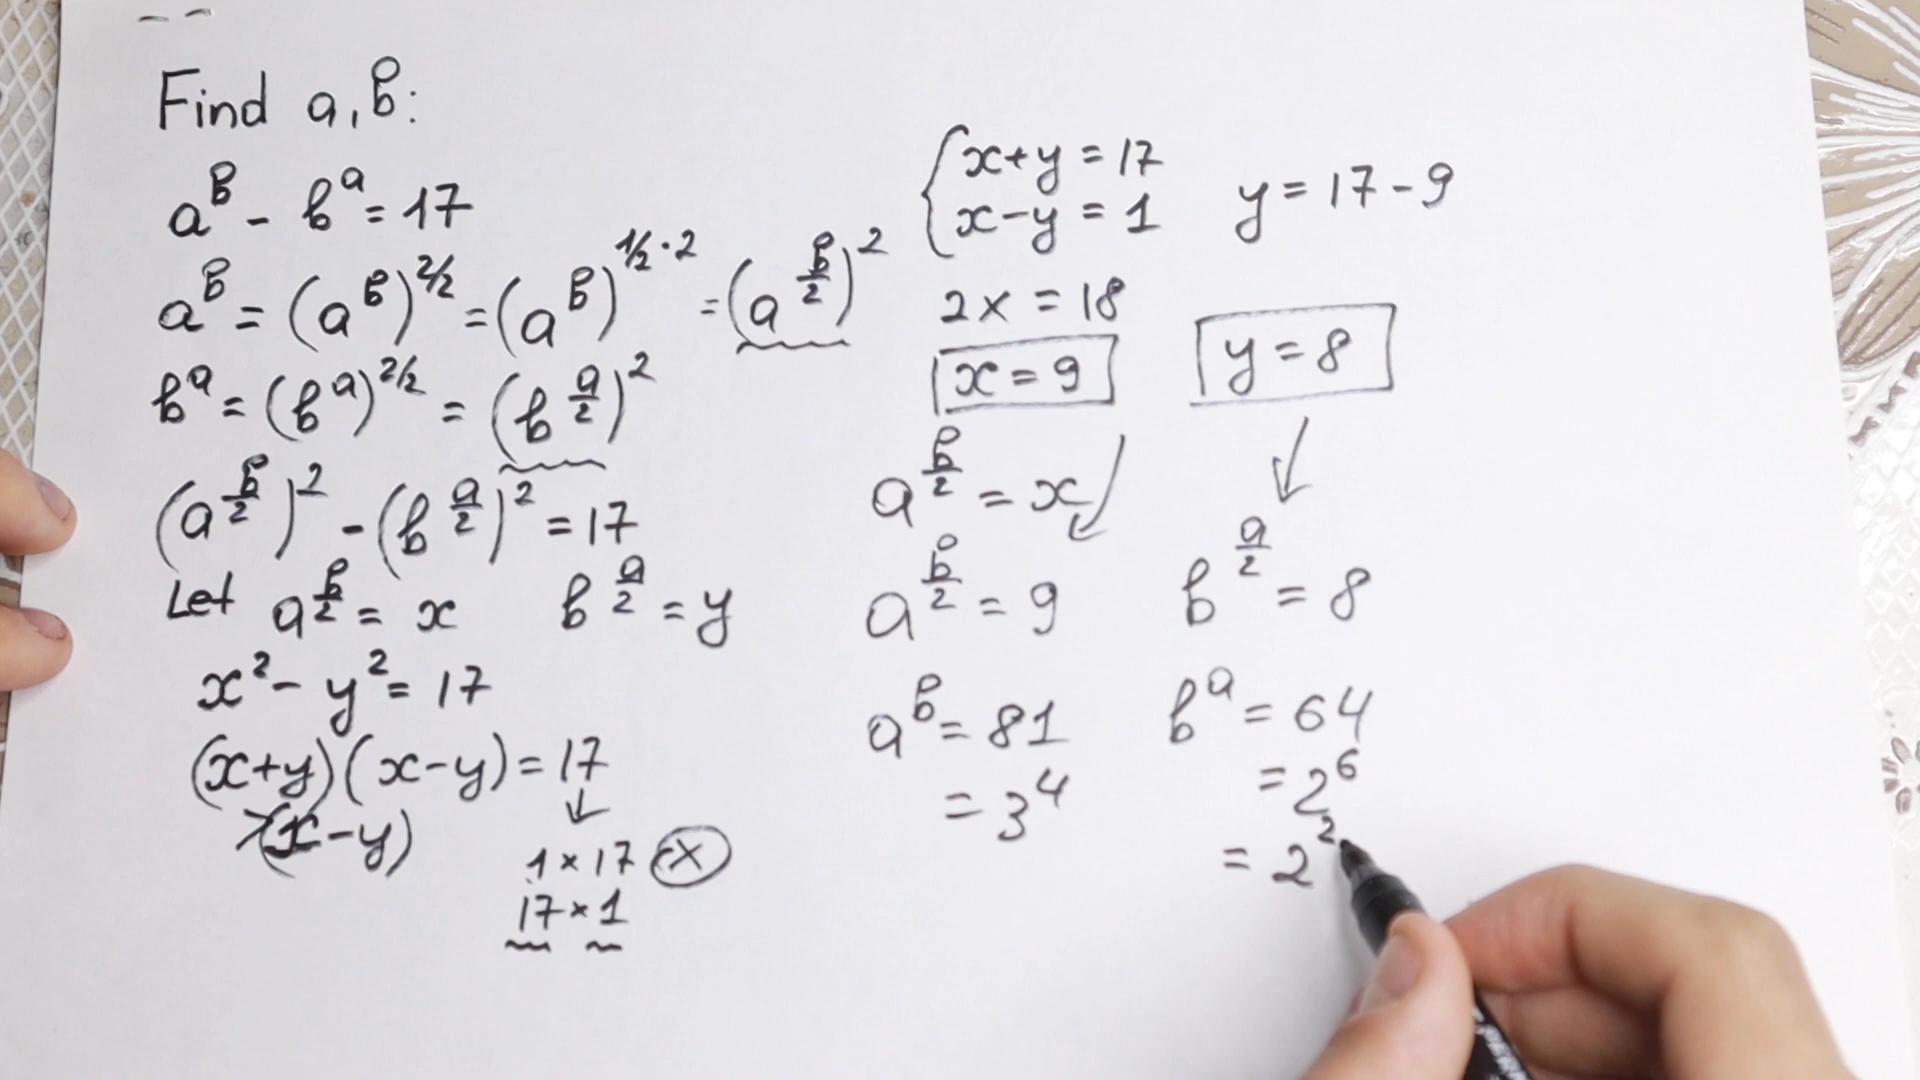 Find a, b:
a^b - b^a = 17
a^b = (a^b)^2/2 = (a^b)^1/2·2 = (a^b/2)^2
b^a = (b^a)^2/2 = (b^a/2)^2
(a^b/2)^2 - (b^a/2)^2 = 17
Let a^b/2 = x b^a/2 = y
x^2 - y^2 = 17
(x+y)(x-y) = 17
>(x-y)
1 × 17 x
17 × 1
x+y = 17
x-y = 1
2x = 18
x = 9
y = 17 - 9
y = 8
a^b/2 = x
a^b/2 = 9
a^b = 81
= 3^4
b^a/2 = 8
b^a = 64
= 2^6
= 2^2